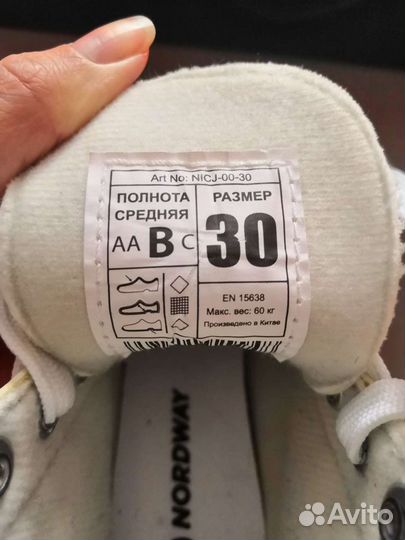 Art No: NICJ-00-30
ПОЛНОТА
СРЕДНЯЯ
AA B C
РАЗМЕР
30
EN 15638
Макс. вес: 60 кг
Произведено в Китае
NORDWAY
Avito